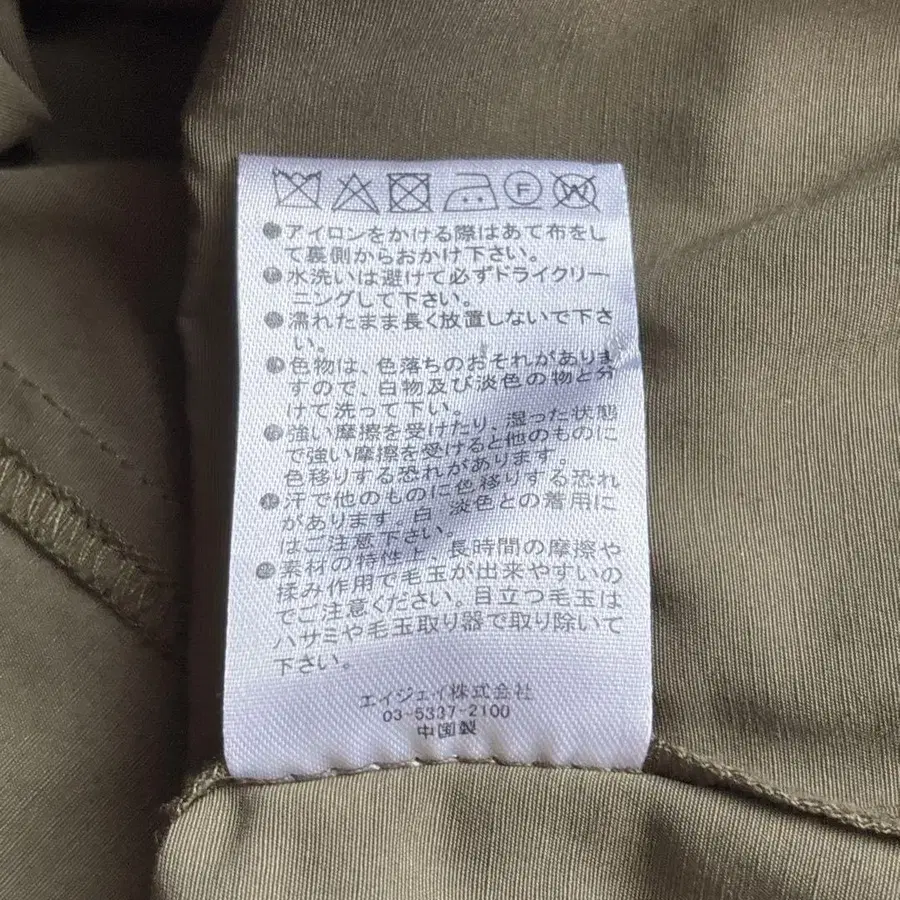 F W
●アイロンをかける際はあて布をし
て裏側からおかけ下さい。
●水洗いは避けて必ずドライクリー
ニングして下さい。
●濡れたまま長く放置しないで下さ
い。
●色物は、色落ちのおそれがありま
すので、白物及び淡色の物と分
けて洗って下さい。
●強い摩擦を受けたり、湿った状態
で強い摩擦を受けると他のものに
色移りする恐れがあります。
●汗で他のものに色移りする恐れ
があります。白、淡色との着用に
はご注意下さい。
●素材の特性上、長時間の摩擦や
揉み作用で毛玉が出来やすいの
でご注意ください。目立つ毛玉は
ハサミや毛玉取り器で取り除いて
下さい。
エイジェイ株式会社
03-5337-2100
中国製